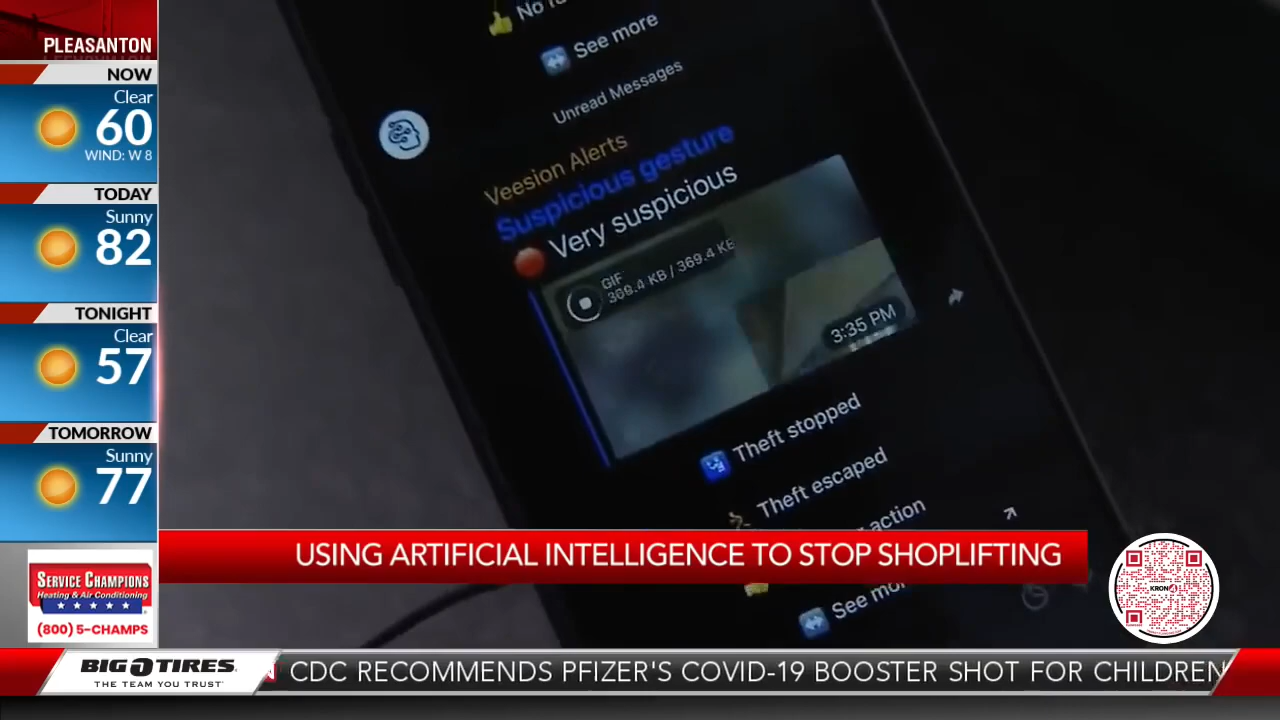 PLEASANTON
NOW
Clear
60
WIND: W 8
TODAY
Sunny
82
TONIGHT
Clear
57
TOMORROW
Sunny
77
SERVICE CHAMPIONS
Heating & Air Conditioning
(800) 5-CHAMPS
See more
Unread Messages
Veesion Alerts
Suspicious gesture
Very suspicious
GIF
369.4 KB / 369.4 KB
3:35 PM
Theft stopped
Theft escaped
action
See
USING ARTIFICIAL INTELLIGENCE TO STOP SHOPLIFTING
KRON4
BIG O TIRES
THE TEAM YOU TRUST
CDC RECOMMENDS PFIZER'S COVID-19 BOOSTER SHOT FOR CHILDREN